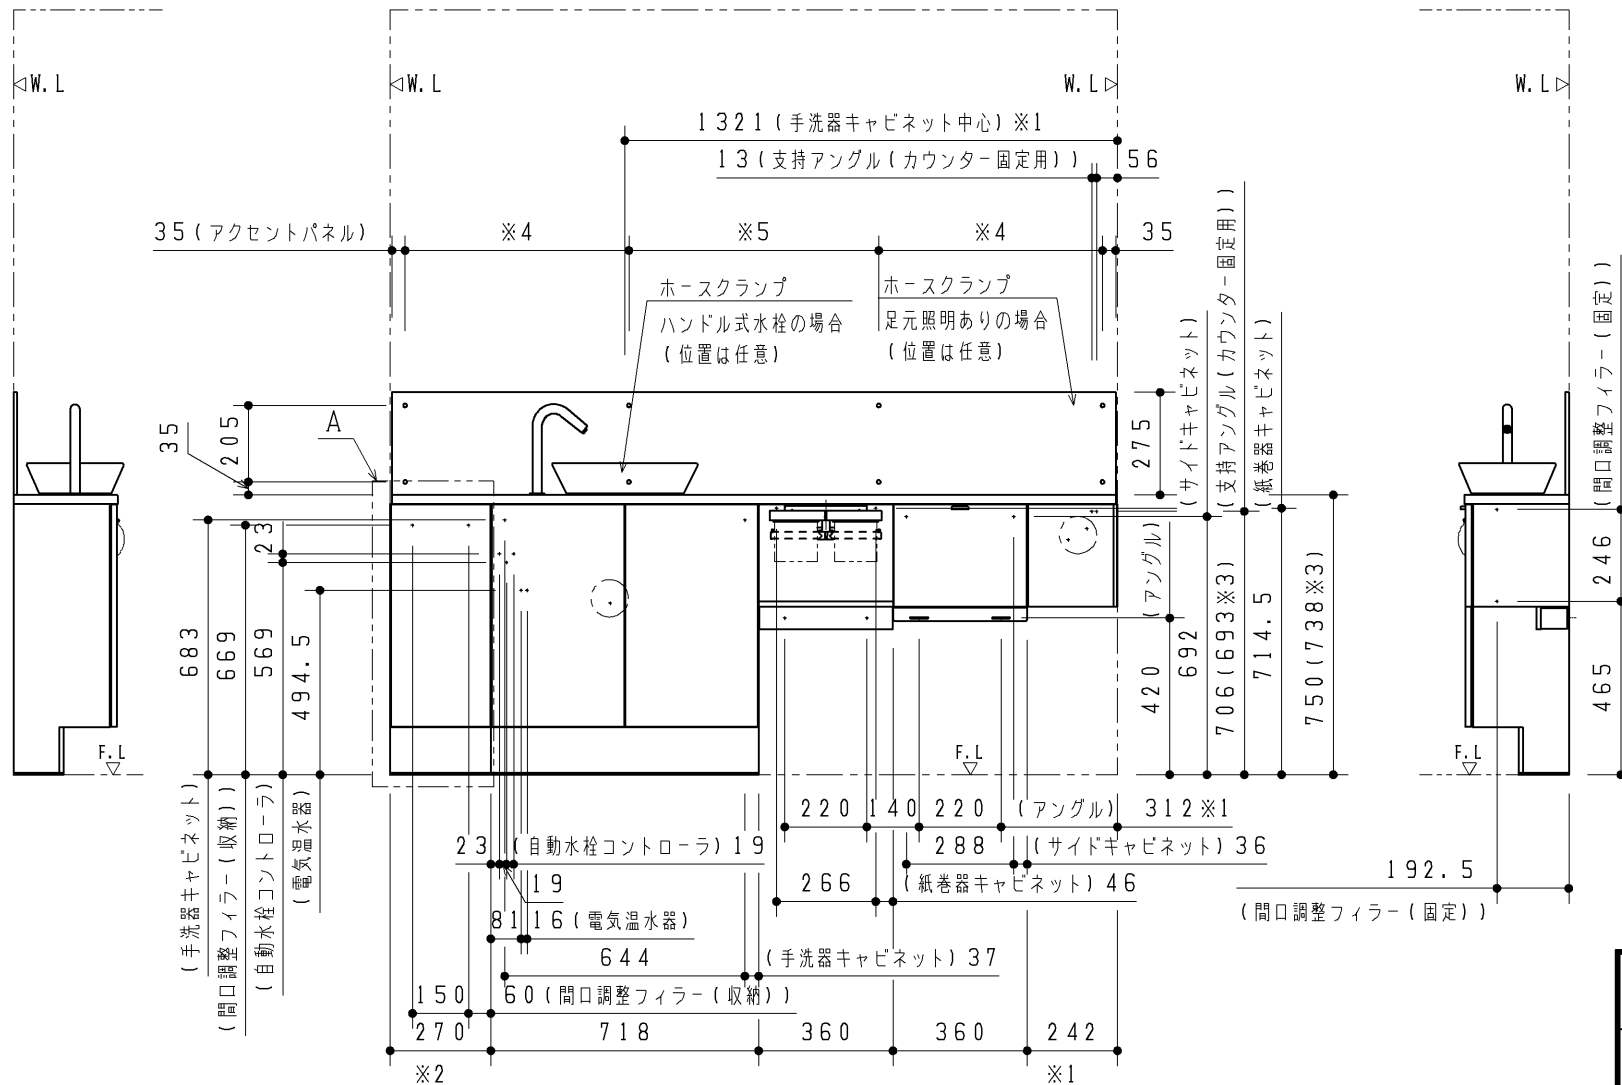 W.L
W.L
W.L
W.L
1321(手洗器キャビネット中心)※1
13(支持アングル(カウンター固定用))
56
35(アクセントパネル)
※4
※5
※4
35
ホースクランプ
ハンドル式水栓の場合
(位置は任意)
ホースクランプ
足元照明ありの場合
(位置は任意)
A
35
205
275
23
683
(手洗器キャビネット)
669
(間口調整フィラー(収納))
569
(自動水栓コントローラ)
494.5
(電気温水器)
420
(アングル)
692
(サイドキャビネット)
706(693※3)
(支持アングル(カウンター固定用))
714.5
(紙巻器キャビネット)
750(738※3)
246
465
(間口調整フィラー(固定))
F.L
F.L
F.L
220 140 220 (アングル) 312※1
23 (自動水栓コントローラ) 19
288 (サイドキャビネット) 36
19
266 (紙巻器キャビネット) 46
192.5
(間口調整フィラー(固定))
81 16(電気温水器)
644 (手洗器キャビネット) 37
150 60(間口調整フィラー(収納))
270 718 360 360 242
※2 ※1